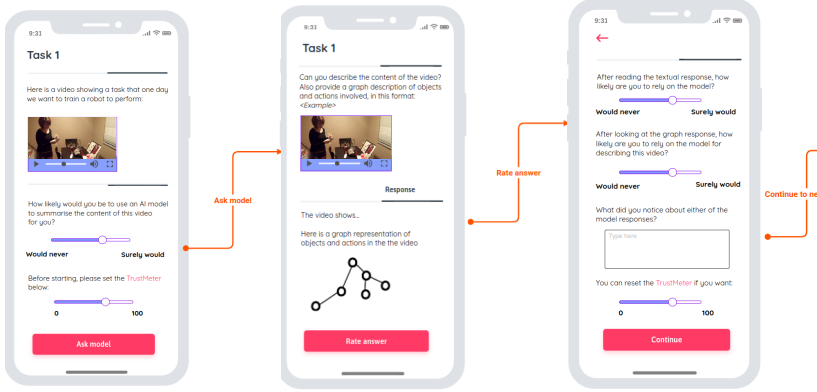 9:31
Task 1
Here is a video showing a task that one day
we want to train a robot to perform:
How likely would you be to use an AI model
to summarise the content of this video
for you?
Would never
Surely would
Before starting, please set the TrustMeter
below:
0
100
Ask model
Ask model
9:31
Task 1
Can you describe the content of the video?
Also provide a graph description of objects
and actions involved, in this format:
<Example>
Response
The video shows...
Here is a graph representation of
objects and actions in the the video
Rate answer
Rate answer
9:31
After reading the textual response, how
likely are you to rely on the model?
Would never
Surely would
After looking at the graph response, how
likely are you to rely on the model for
describing this video?
Would never
Surely would
What did you notice about either of the
model responses?
Type here
You can reset the TrustMeter if you want:
0
100
Continue
Continue to ne